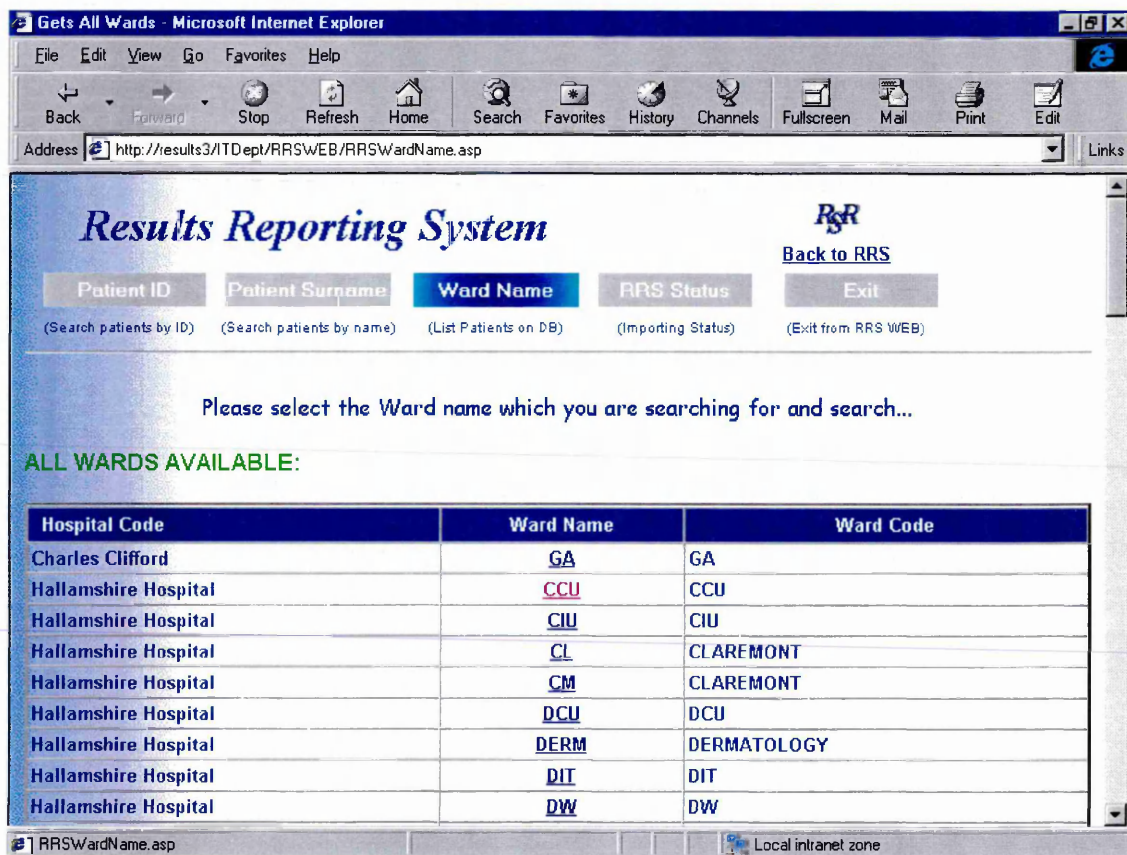 Gets All Wards - Microsoft Internet Explorer
File Edit View Go Favorites Help
Back Forward Stop Refresh Home Search Favorites History Channels Fullscreen Mail Print Edit
Address http://results3/ITDept/RRSWEB/RRSWardName.asp Links
Results Reporting System RSR
Back to RRS
Patient ID Patient Surname Ward Name RRS Status Exit
(Search patients by ID) (Search patients by name) (List Patients on DB) (Importing Status) (Exit from RRS WEB)
Please select the Ward name which you are searching for and search...
ALL WARDS AVAILABLE:
Hospital Code Ward Name Ward Code
Charles Clifford GA GA
Hallamshire Hospital CCU CCU
Hallamshire Hospital CIU CIU
Hallamshire Hospital CL CLAREMONT
Hallamshire Hospital CM CLAREMONT
Hallamshire Hospital DCU DCU
Hallamshire Hospital DERM DERMATOLOGY
Hallamshire Hospital DIT DIT
Hallamshire Hospital DW DW
RRSWardName.asp Local intranet zone